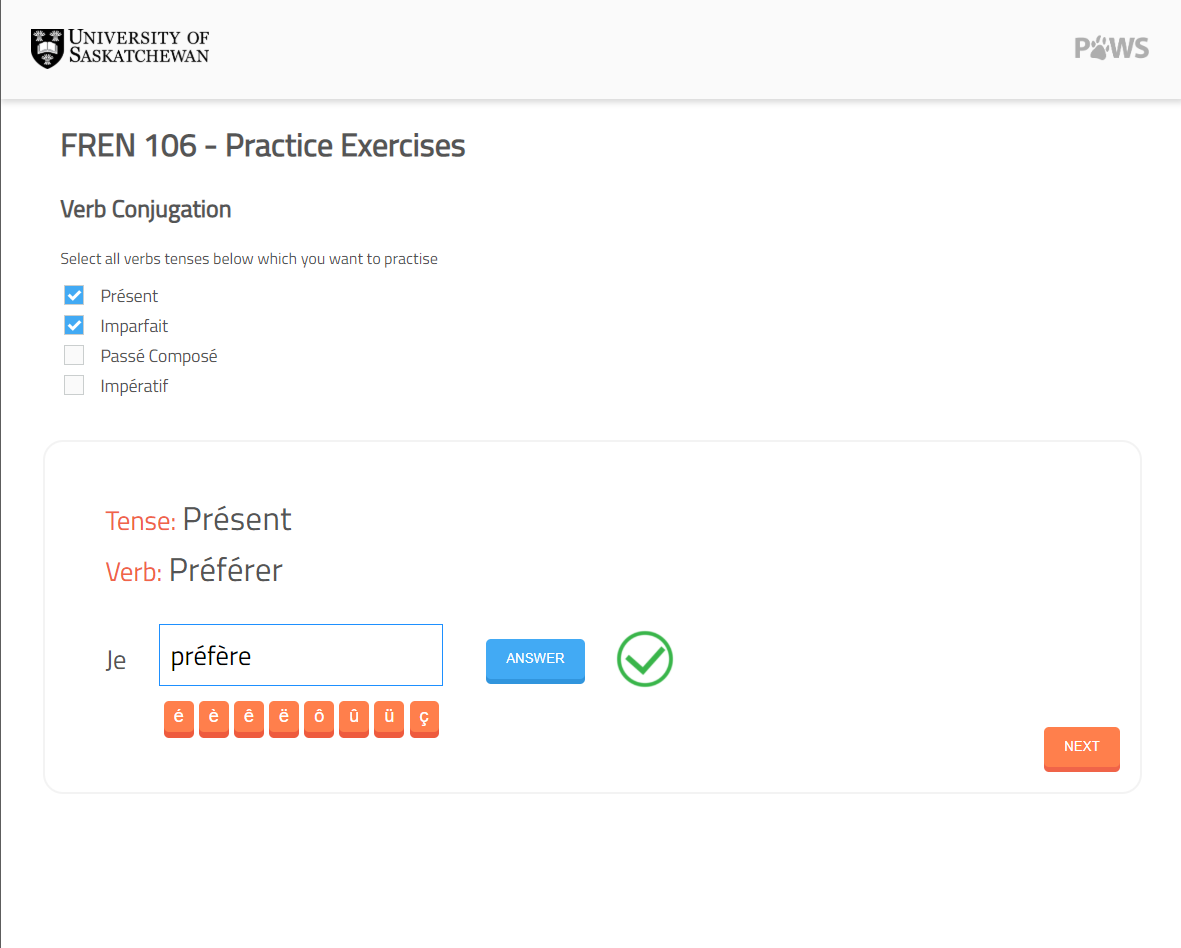 UNIVERSITY OF
SASKATCHEWAN
PAWS
FREN 106 - Practice Exercises
Verb Conjugation
Select all verbs tenses below which you want to practise
Présent
Imparfait
Passé Composé
Impératif
Tense: Présent
Verb: Préférer
Je préfère ANSWER
é è ê ë ô û ü ç
NEXT